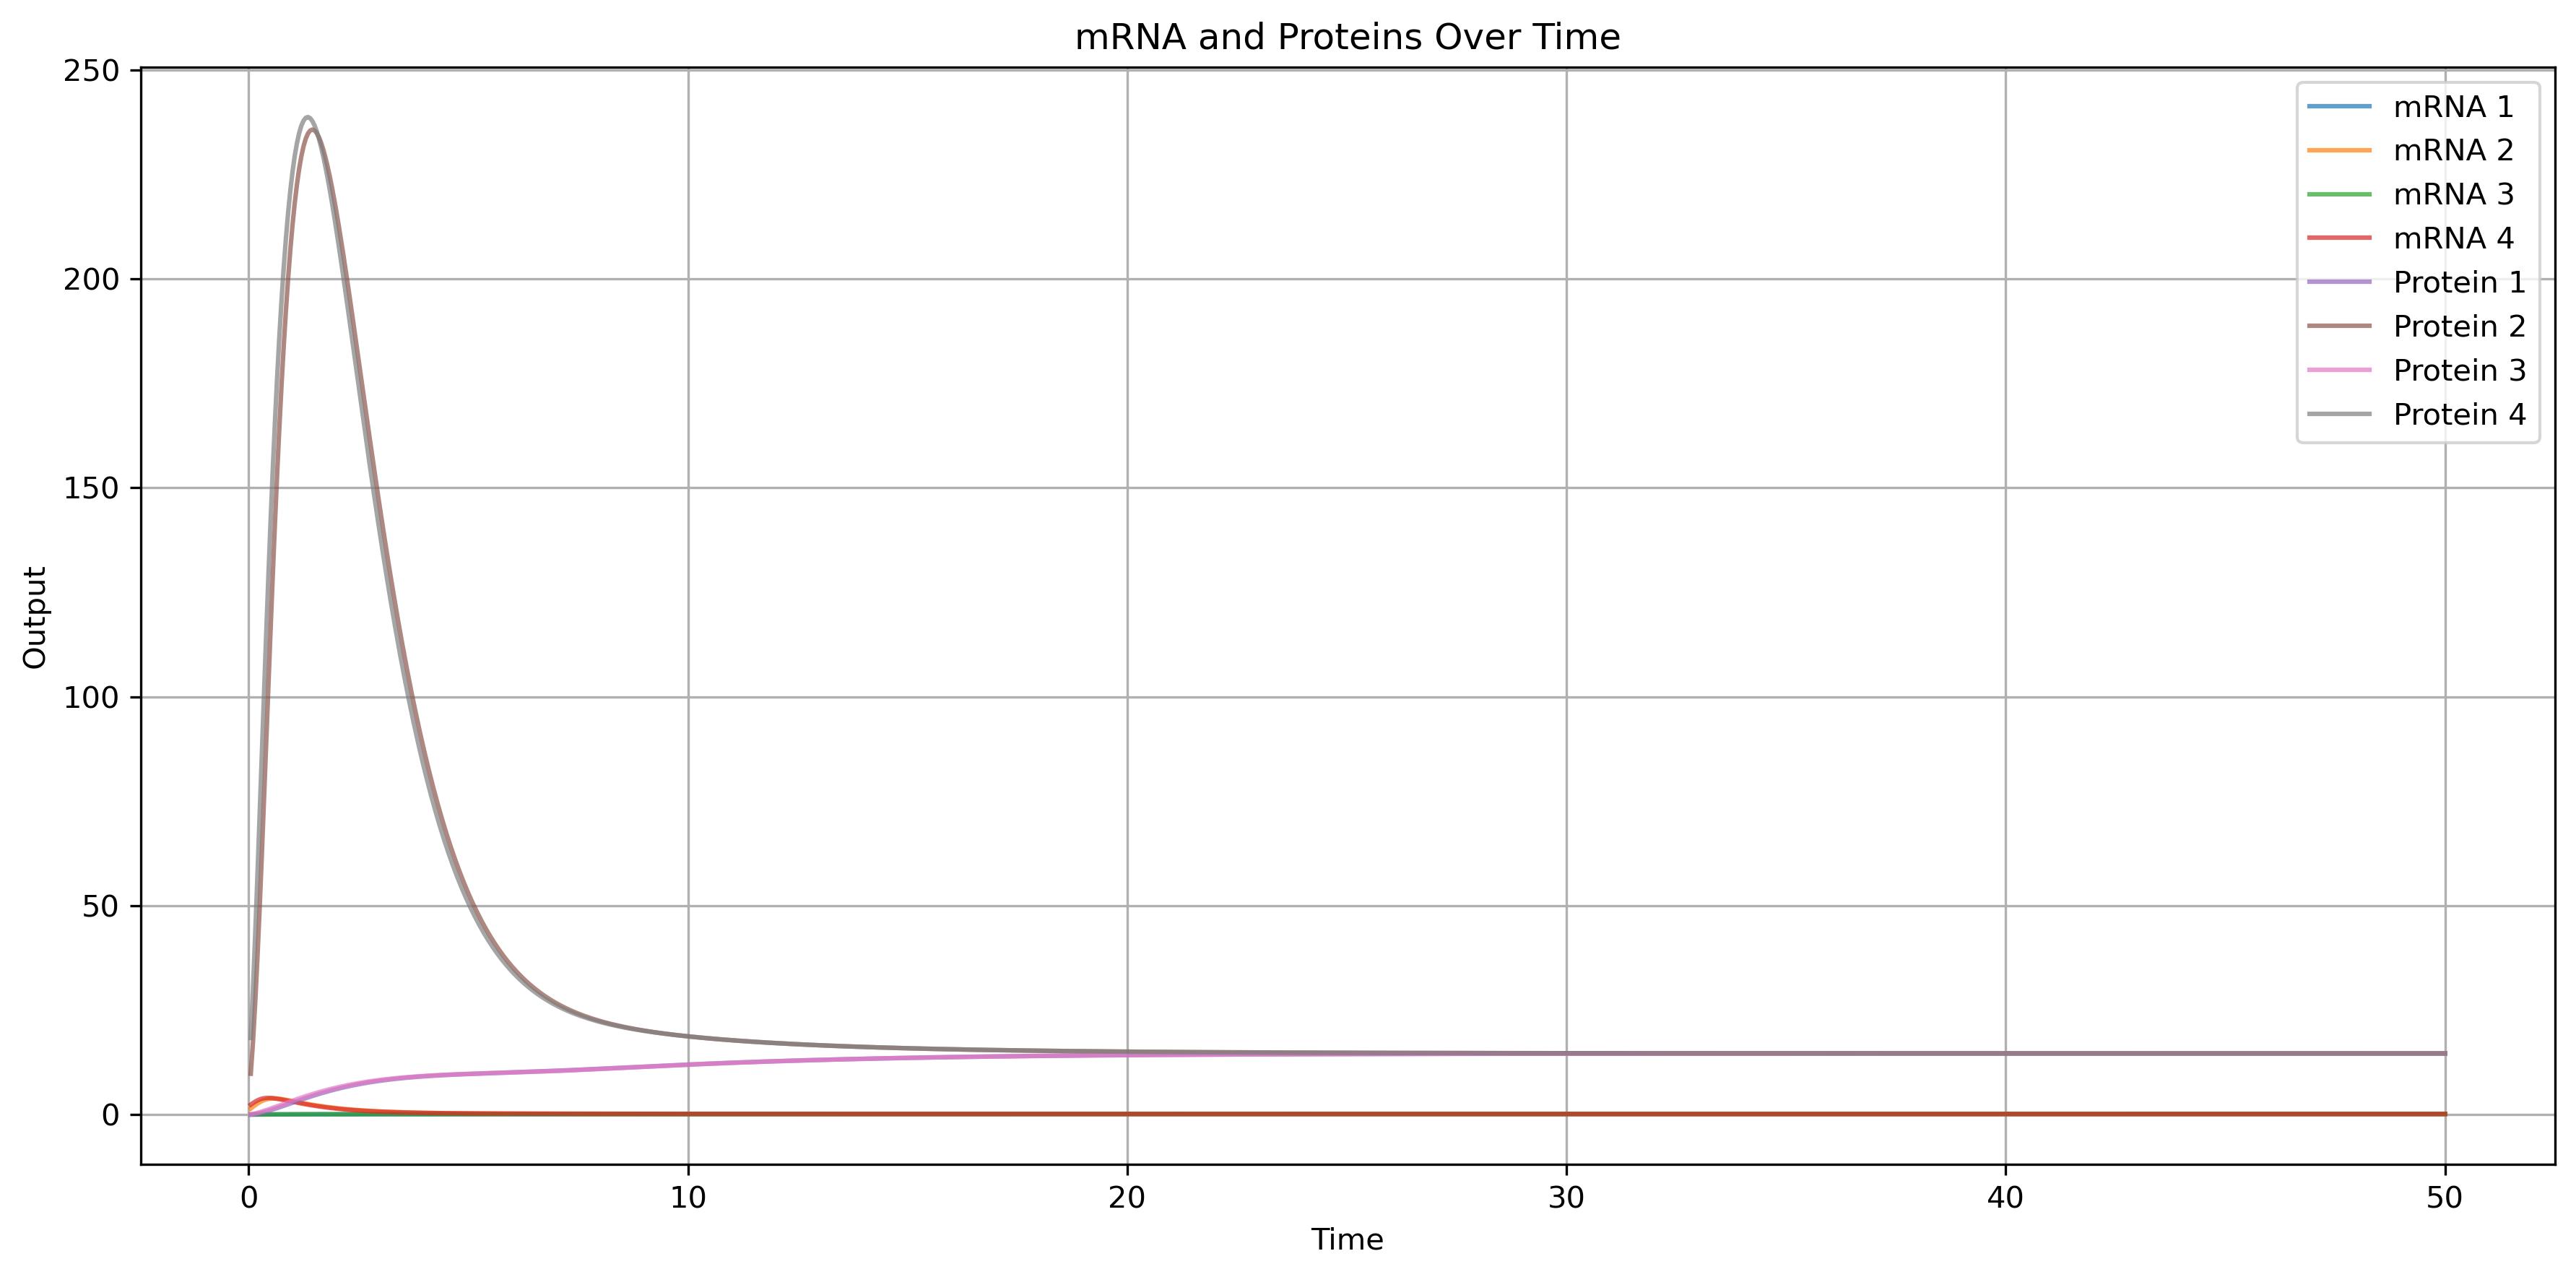 mRNA and Proteins Over Time
250
200
150
100
50
0
Output
0 10 20 30 40 50
Time
mRNA 1
mRNA 2
mRNA 3
mRNA 4
Protein 1
Protein 2
Protein 3
Protein 4